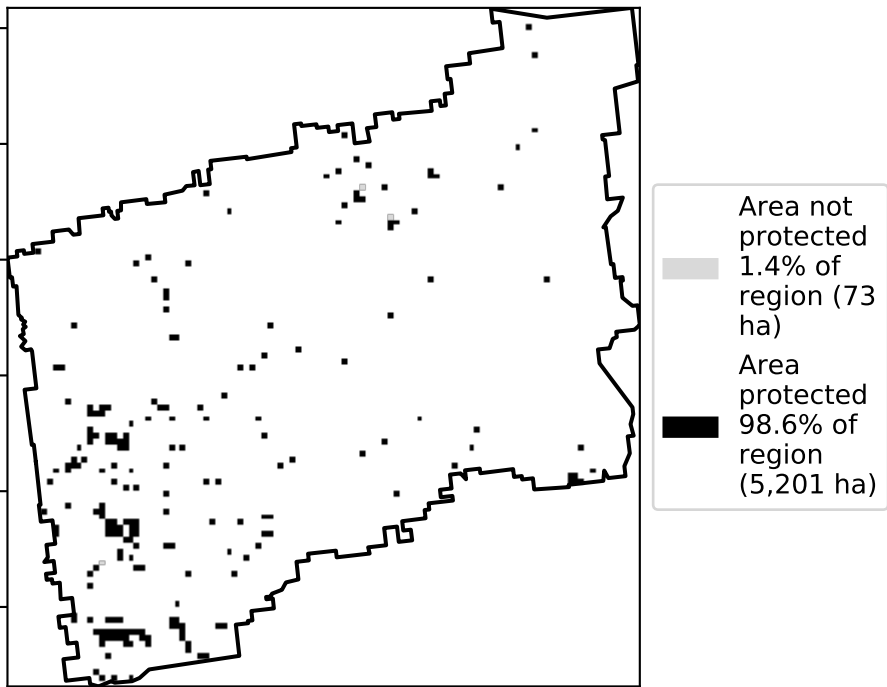 Area not
protected
1.4% of
region (73
ha)
Area
protected
98.6% of
region
(5,201 ha)